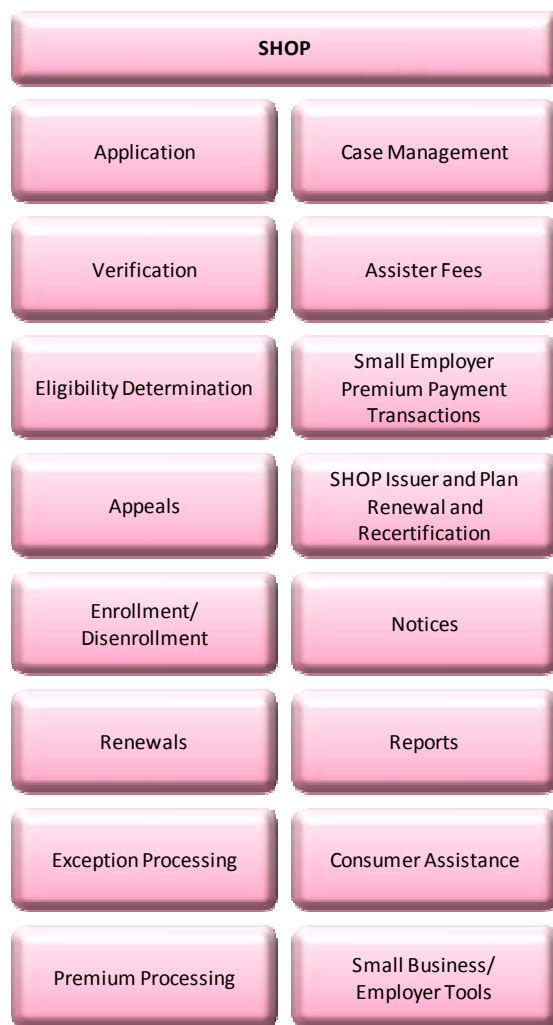 SHOP
Application
Case Management
Verification
Assister Fees
Eligibility Determination
Small Employer
Premium Payment
Transactions
Appeals
SHOP Issuer and Plan
Renewal and
Recertification
Enrollment/
Disenrollment
Notices
Renewals
Reports
Exception Processing
Consumer Assistance
Premium Processing
Small Business/
Employer Tools